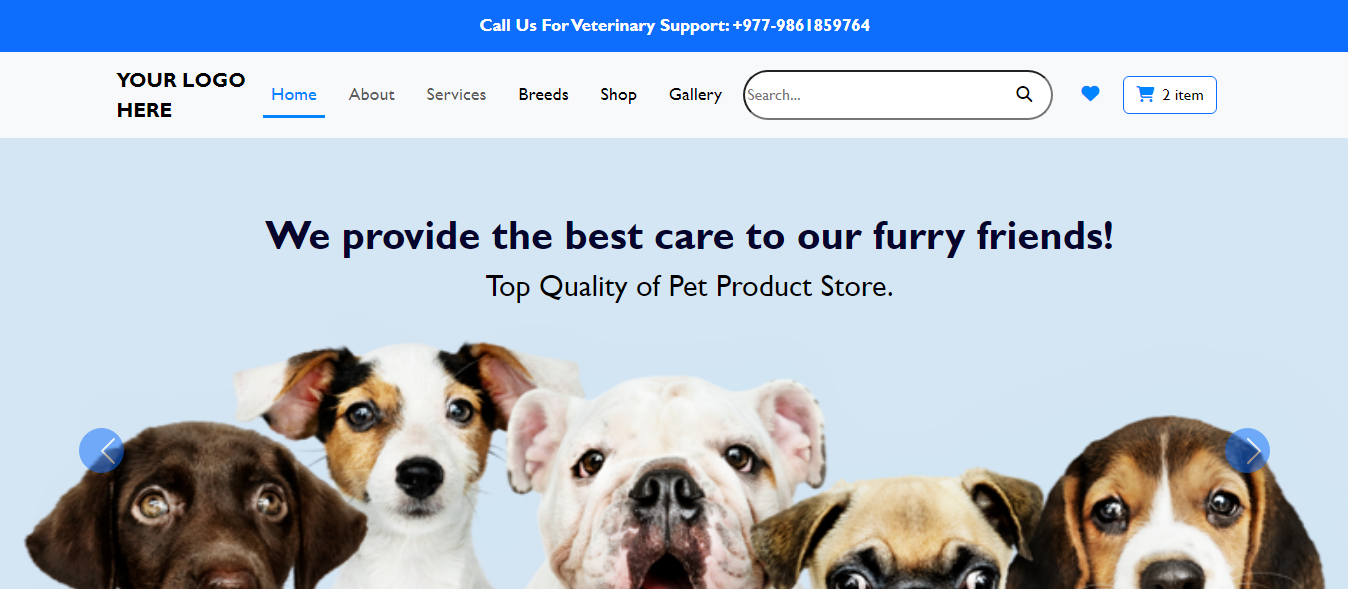 Call Us For Veterinary Support: +977-9861859764
YOUR LOGO
HERE
Home
About
Services
Breeds
Shop
Gallery
Search...
2 item
We provide the best care to our furry friends!
Top Quality of Pet Product Store.